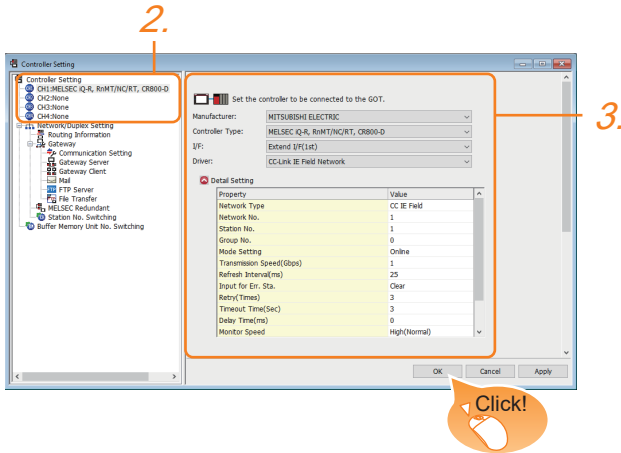 2.
Controller Setting
Controller Setting
CH1:MELSEC iQ-R, RnMT/NC/RT, CR800-D
CH2:None
CH3:None
CH4:None
Network/Duplex Setting
Routing Information
Gateway
Communication Setting
Gateway Server
Gateway Client
Mail
FTP Server
File Transfer
MELSEC Redundant
Station No. Switching
Buffer Memory Unit No. Switching
Set the controller to be connected to the GOT.
Manufacturer: MITSUBISHI ELECTRIC
Controller Type: MELSEC iQ-R, RnMT/NC/RT, CR800-D
I/F: Extend I/F(1st)
Driver: CC-Link IE Field Network
Detail Setting
Property Value
Network Type CC IE Field
Network No. 1
Station No. 1
Group No. 0
Mode Setting Online
Transmission Speed(Gbps) 1
Refresh Interval(ms) 25
Input for Err. Sta. Clear
Retry(Times) 3
Timeout Time(Sec) 3
Delay Time(ms) 0
Monitor Speed High(Normal)
3.
OK Cancel Apply
Click!